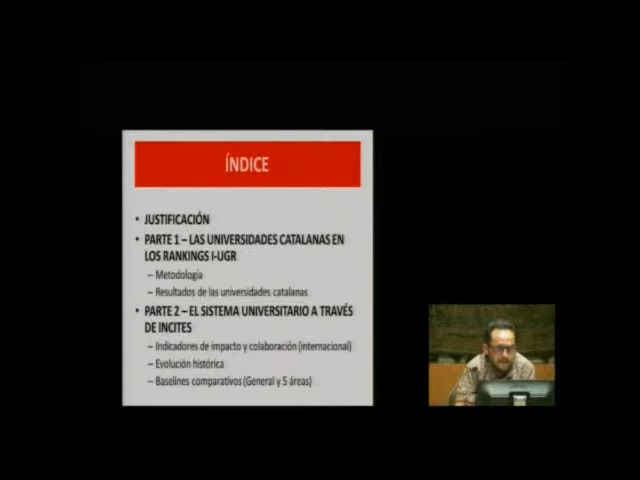 ÍNDICE
• JUSTIFICACIÓN
• PARTE 1 – LAS UNIVERSIDADES CATALANAS EN
LOS RANKINGS I-UGR
– Metodología
– Resultados de las universidades catalanas
• PARTE 2 – EL SISTEMA UNIVERSITARIO A TRAVÉS
DE INCITES
– Indicadores de impacto y colaboración (internacional)
– Evolución histórica
– Baselines comparativos (General y 5 áreas)